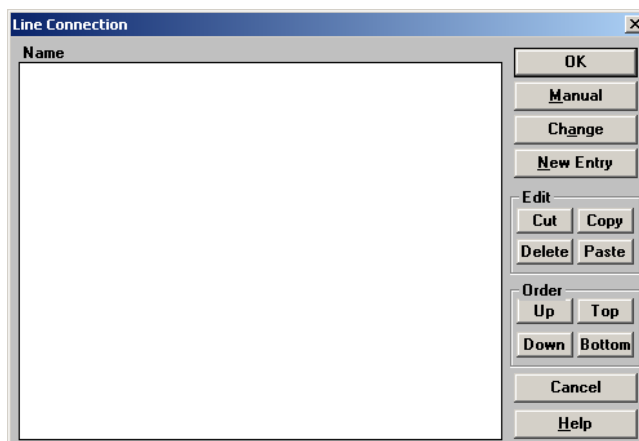 Line Connection
Name
OK
Manual
Change
New Entry
Edit
Cut Copy
Delete Paste
Order
Up Top
Down Bottom
Cancel
Help